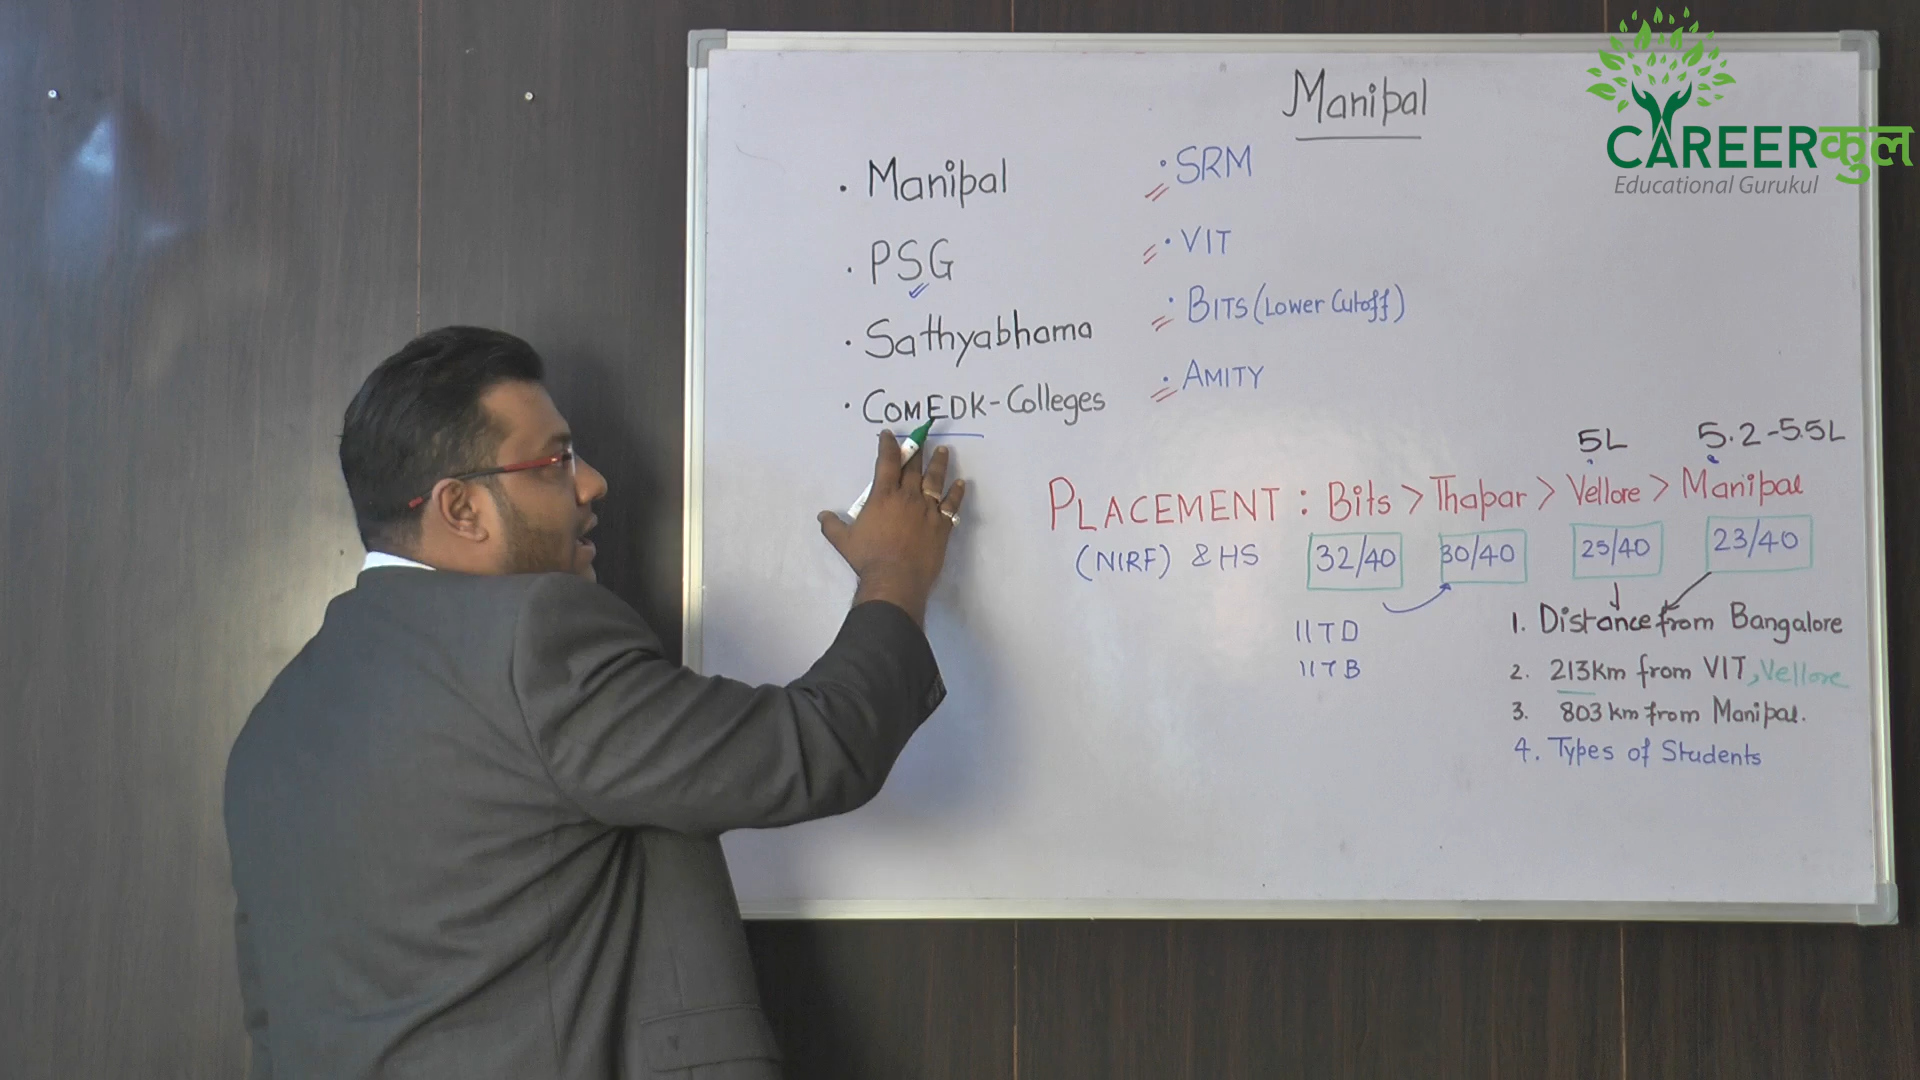 Manipal
CAREERकुल
Educational Gurukul
· Manipal
· PSG
· Sathyabhama
· COMEDK-Colleges
· SRM
· VIT
· BITS (Lower Cutoff)
· AMITY
5L 5.2-5.5L
PLACEMENT : Bits > Thapar > Vellore > Manipal
(NIRF) & HS 32/40 30/40 25/40 23/40
IITD
IITB
1. Distance from Bangalore
2. 213km from VIT, Vellore
3. 803 km from Manipal.
4. Types of Students